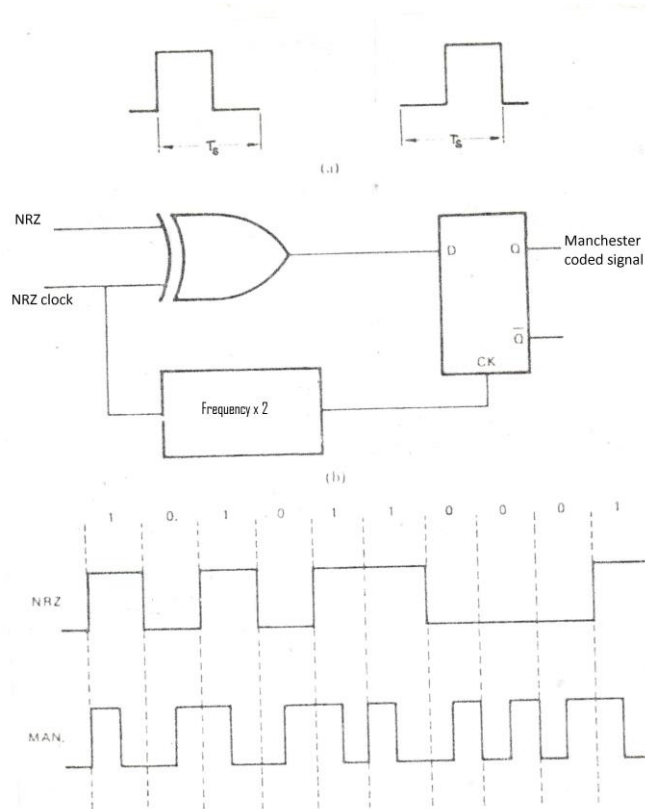 Ts Ts
(a)
NRZ
NRZ clock
D Q
Manchester
coded signal
Q
CK
Frequency x 2
(b)
1 0. 1 0 1 1 0 0 0 1
NRZ
MAN.